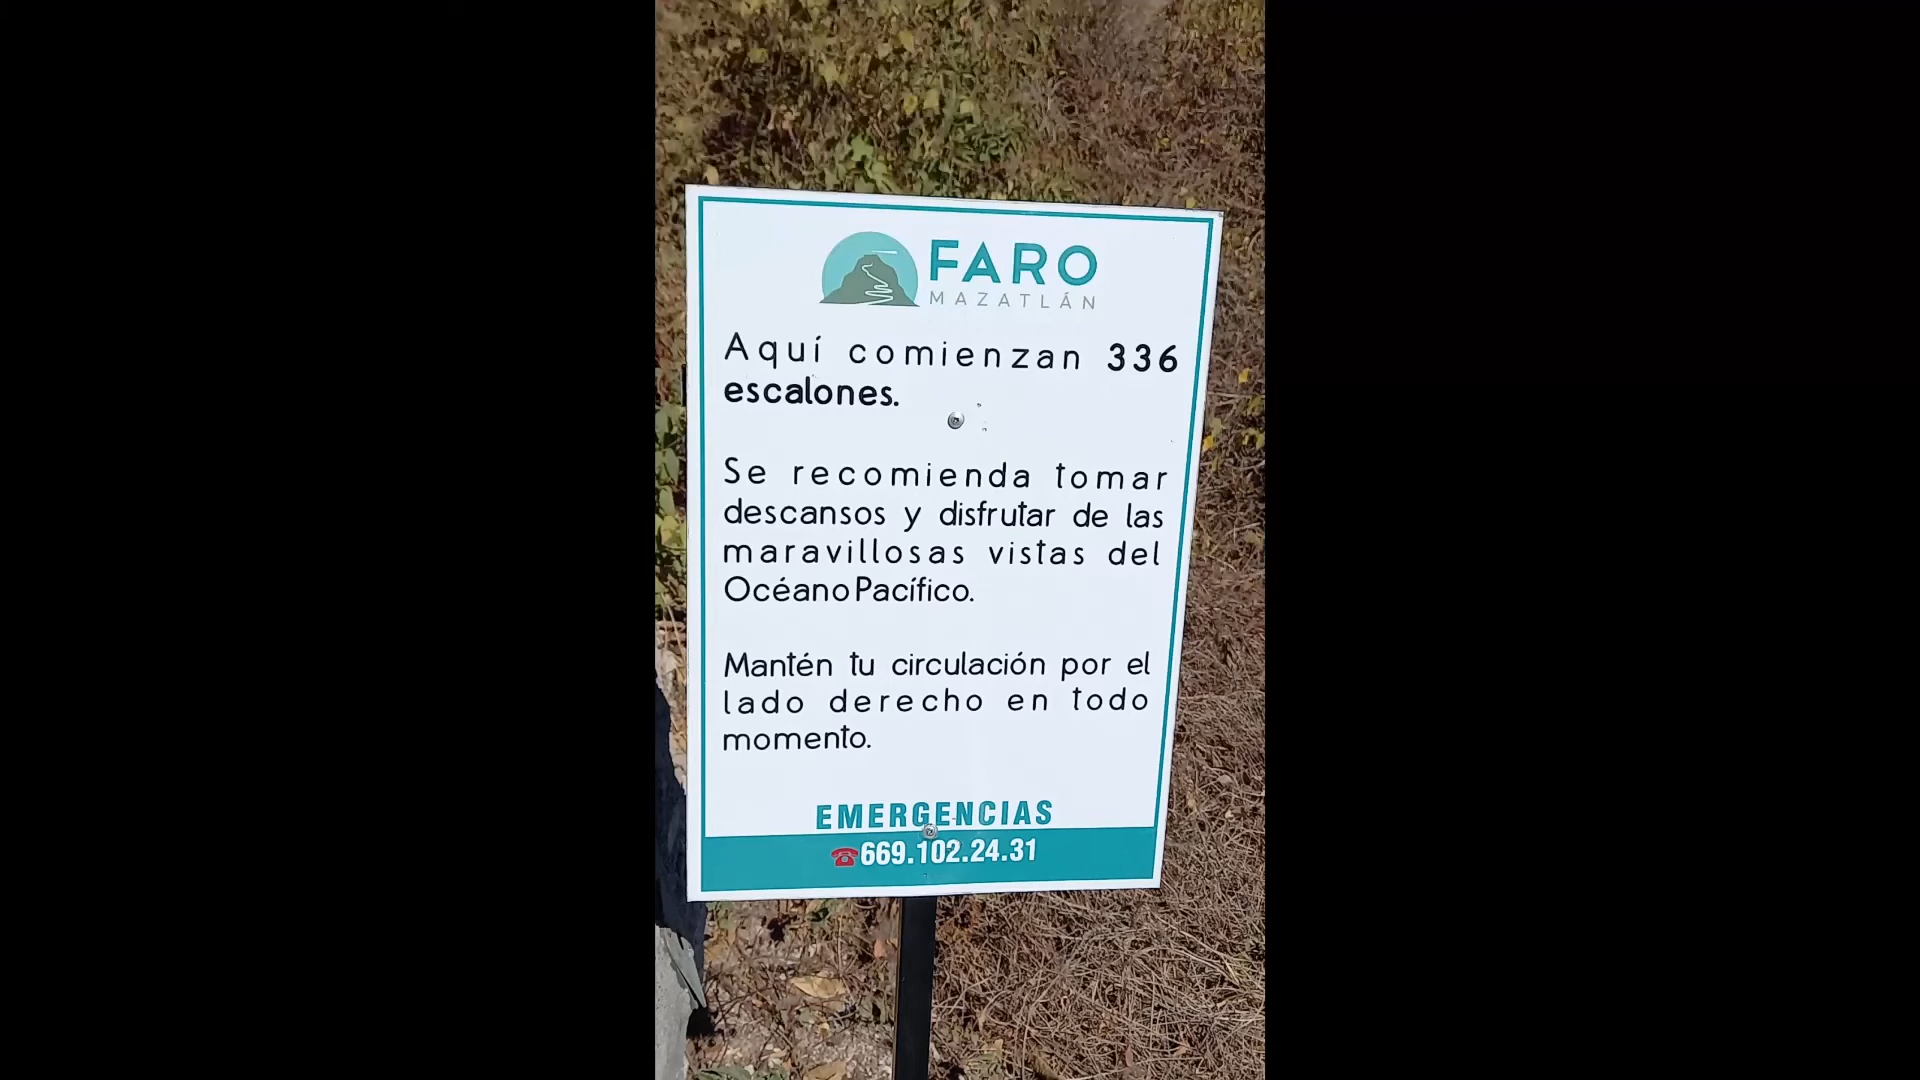 FARO
MAZATLÁN
Aquí comienzan 336
escalones.
Se recomienda tomar
descansos y disfrutar de las
maravillosas vistas del
Océano Pacífico.
Mantén tu circulación por el
lado derecho en todo
momento.
EMERGENCIAS
☎669.102.24.31